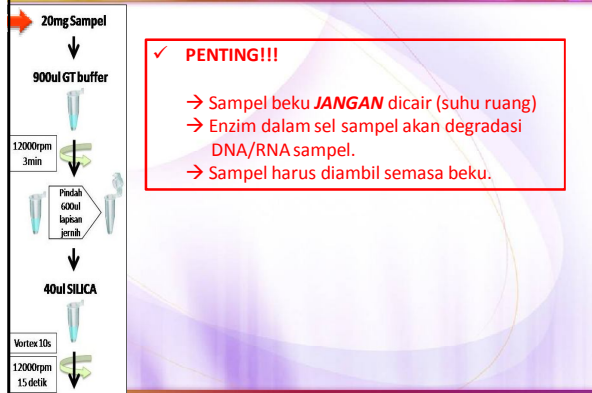 20mg Sampel
900ul GT buffer
12000rpm
3min
Pindah
600ul
lapisan
jernih
40ul SILICA
Vortex 10s
12000rpm
15 detik
✓ PENTING!!!
→ Sampel beku JANGAN dicair (suhu ruang)
→ Enzim dalam sel sampel akan degradasi
DNA/RNA sampel.
→ Sampel harus diambil semasa beku.